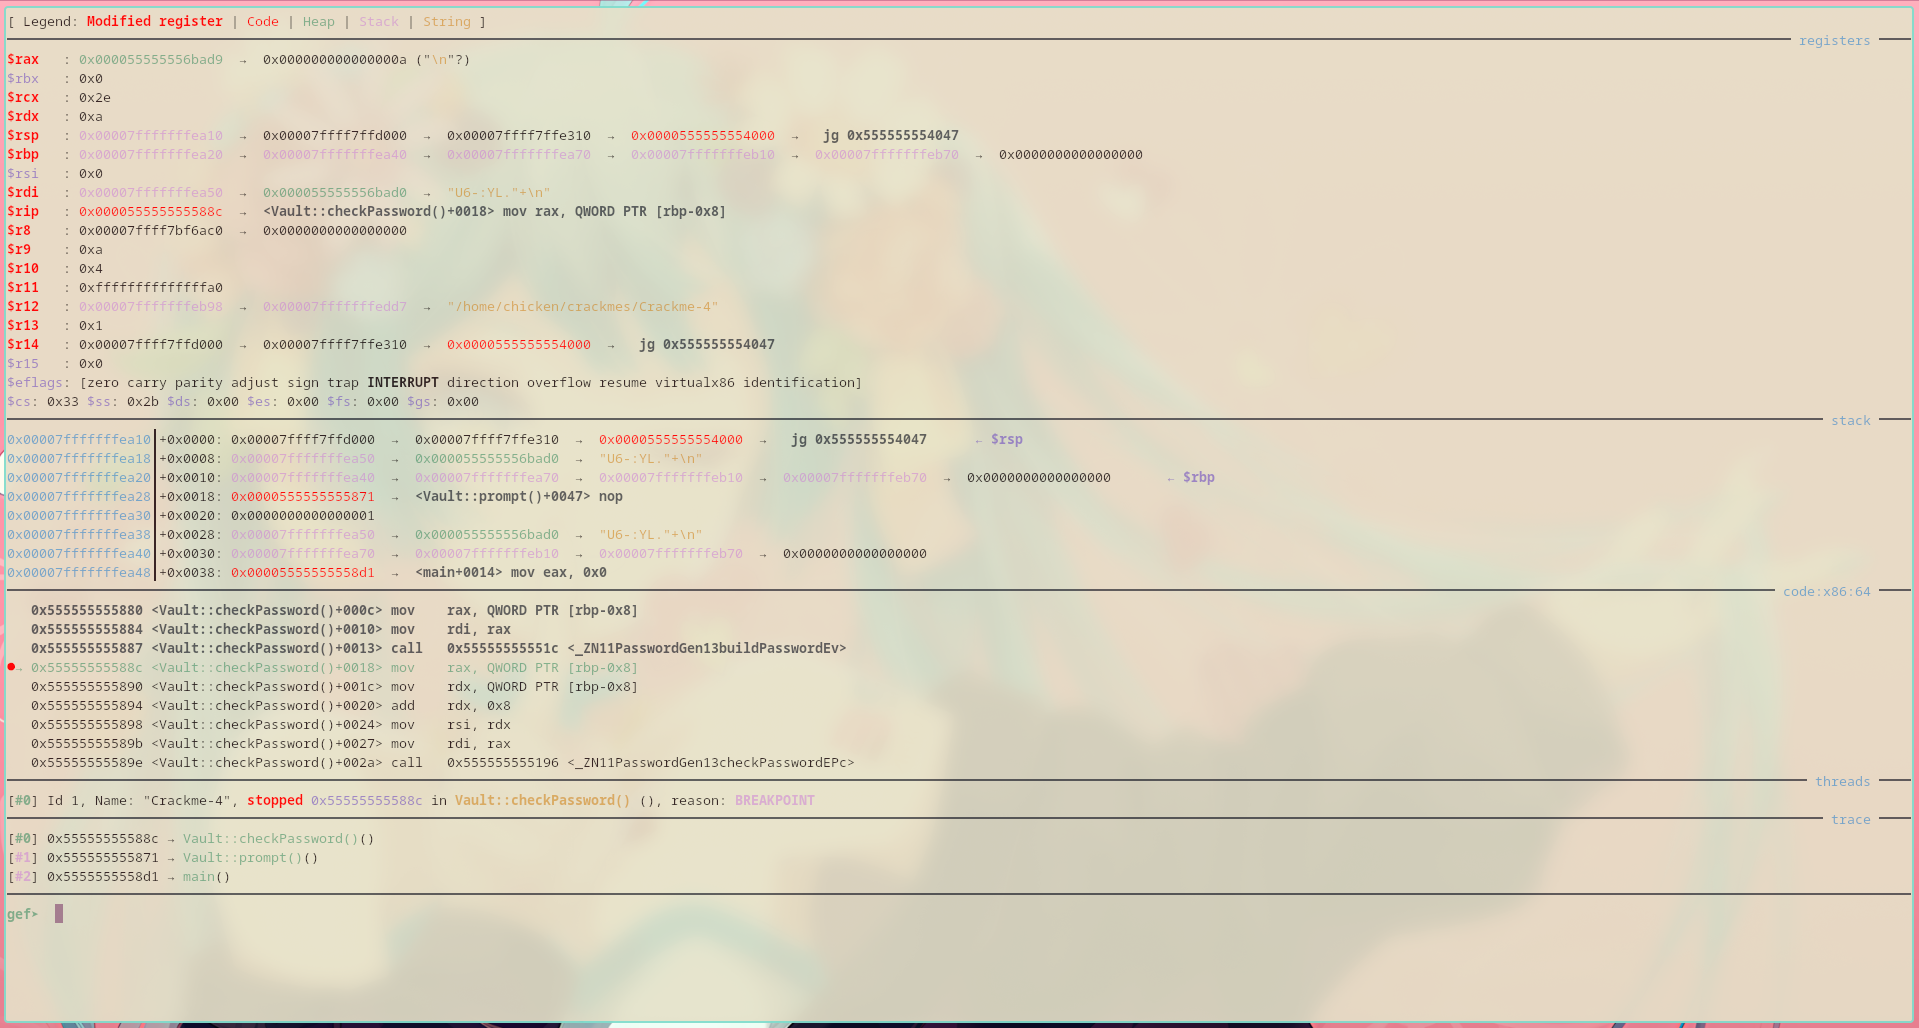 [ Legend: Modified register | Code | Heap | Stack | String ]
registers
$rax   : 0x000055555556bad9  →  0x000000000000000a ("\n"?)
$rbx   : 0x0
$rcx   : 0x2e
$rdx   : 0xa
$rsp   : 0x00007fffffffea10  →  0x00007ffff7ffd000  →  0x00007ffff7ffe310  →  0x0000555555554000  →   jg 0x555555554047
$rbp   : 0x00007fffffffea20  →  0x00007fffffffea40  →  0x00007fffffffea70  →  0x00007fffffffeb10  →  0x00007fffffffeb70  →  0x0000000000000000
$rsi   : 0x0
$rdi   : 0x00007fffffffea50  →  0x000055555556bad0  →  "U6-:YL."+\n"
$rip   : 0x000055555555588c  →  <Vault::checkPassword()+0018> mov rax, QWORD PTR [rbp-0x8]
$r8    : 0x00007ffff7bf6ac0  →  0x0000000000000000
$r9    : 0xa
$r10   : 0x4
$r11   : 0xffffffffffffffa0
$r12   : 0x00007fffffffeb98  →  0x00007fffffffedd7  →  "/home/chicken/crackmes/Crackme-4"
$r13   : 0x1
$r14   : 0x00007ffff7ffd000  →  0x00007ffff7ffe310  →  0x0000555555554000  →   jg 0x555555554047
$r15   : 0x0
$eflags: [zero carry parity adjust sign trap INTERRUPT direction overflow resume virtualx86 identification]
$cs: 0x33 $ss: 0x2b $ds: 0x00 $es: 0x00 $fs: 0x00 $gs: 0x00
stack
0x00007fffffffea10│+0x0000: 0x00007ffff7ffd000  →  0x00007ffff7ffe310  →  0x0000555555554000  →   jg 0x555555554047      ← $rsp
0x00007fffffffea18│+0x0008: 0x00007fffffffea50  →  0x000055555556bad0  →  "U6-:YL."+\n"
0x00007fffffffea20│+0x0010: 0x00007fffffffea40  →  0x00007fffffffea70  →  0x00007fffffffeb10  →  0x00007fffffffeb70  →  0x0000000000000000       ← $rbp
0x00007fffffffea28│+0x0018: 0x0000555555555871  →  <Vault::prompt()+0047> nop
0x00007fffffffea30│+0x0020: 0x0000000000000001
0x00007fffffffea38│+0x0028: 0x00007fffffffea50  →  0x000055555556bad0  →  "U6-:YL."+\n"
0x00007fffffffea40│+0x0030: 0x00007fffffffea70  →  0x00007fffffffeb10  →  0x00007fffffffeb70  →  0x0000000000000000
0x00007fffffffea48│+0x0038: 0x00005555555558d1  →  <main+0014> mov eax, 0x0
code:x86:64
0x555555555880 <Vault::checkPassword()+000c> mov    rax, QWORD PTR [rbp-0x8]
0x555555555884 <Vault::checkPassword()+0010> mov    rdi, rax
0x555555555887 <Vault::checkPassword()+0013> call   0x55555555551c <_ZN11PasswordGen13buildPasswordEv>
●→ 0x55555555588c <Vault::checkPassword()+0018> mov    rax, QWORD PTR [rbp-0x8]
0x555555555890 <Vault::checkPassword()+001c> mov    rdx, QWORD PTR [rbp-0x8]
0x555555555894 <Vault::checkPassword()+0020> add    rdx, 0x8
0x555555555898 <Vault::checkPassword()+0024> mov    rsi, rdx
0x55555555589b <Vault::checkPassword()+0027> mov    rdi, rax
0x55555555589e <Vault::checkPassword()+002a> call   0x555555555196 <_ZN11PasswordGen13checkPasswordEPc>
threads
[#0] Id 1, Name: "Crackme-4", stopped 0x55555555588c in Vault::checkPassword() (), reason: BREAKPOINT
trace
[#0] 0x55555555588c → Vault::checkPassword()()
[#1] 0x555555555871 → Vault::prompt()()
[#2] 0x5555555558d1 → main()
gef➤